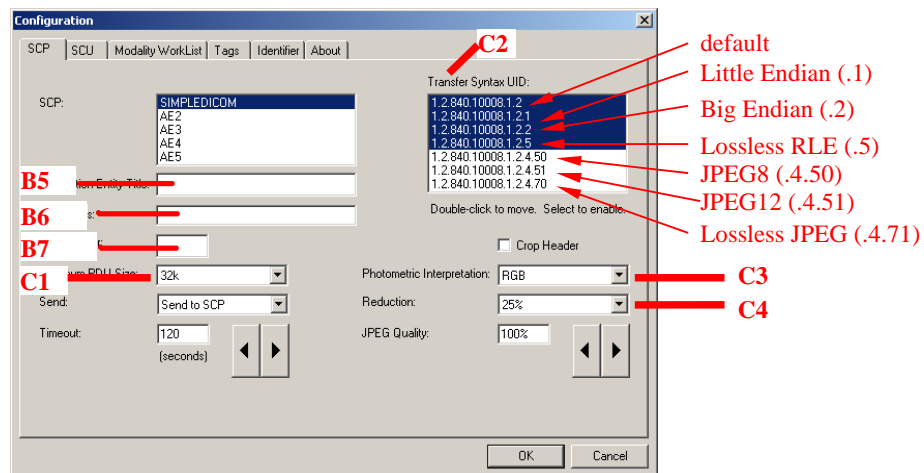 Configuration
SCP SCU Modality WorkList Tags Identifier About
C2
default
Little Endian (.1)
Big Endian (.2)
Lossless RLE (.5)
JPEG8 (.4.50)
JPEG12 (.4.51)
Lossless JPEG (.4.71)
Transfer Syntax UID:
SCP:
SIMPLEDICOM
AE2
AE3
AE4
AE5
1.2.840.10008.1.2
1.2.840.10008.1.2.1
1.2.840.10008.1.2.2
1.2.840.10008.1.2.5
1.2.840.10008.1.2.4.50
1.2.840.10008.1.2.4.51
1.2.840.10008.1.2.4.70
B5
Entity Title:
B6
Double-click to move. Select to enable.
B7
Crop Header
C1
PDU Size:
32k
Photometric Interpretation:
RGB
C3
Send:
Send to SCP
Reduction:
25%
C4
Timeout:
120
(seconds)
JPEG Quality:
100%
OK
Cancel